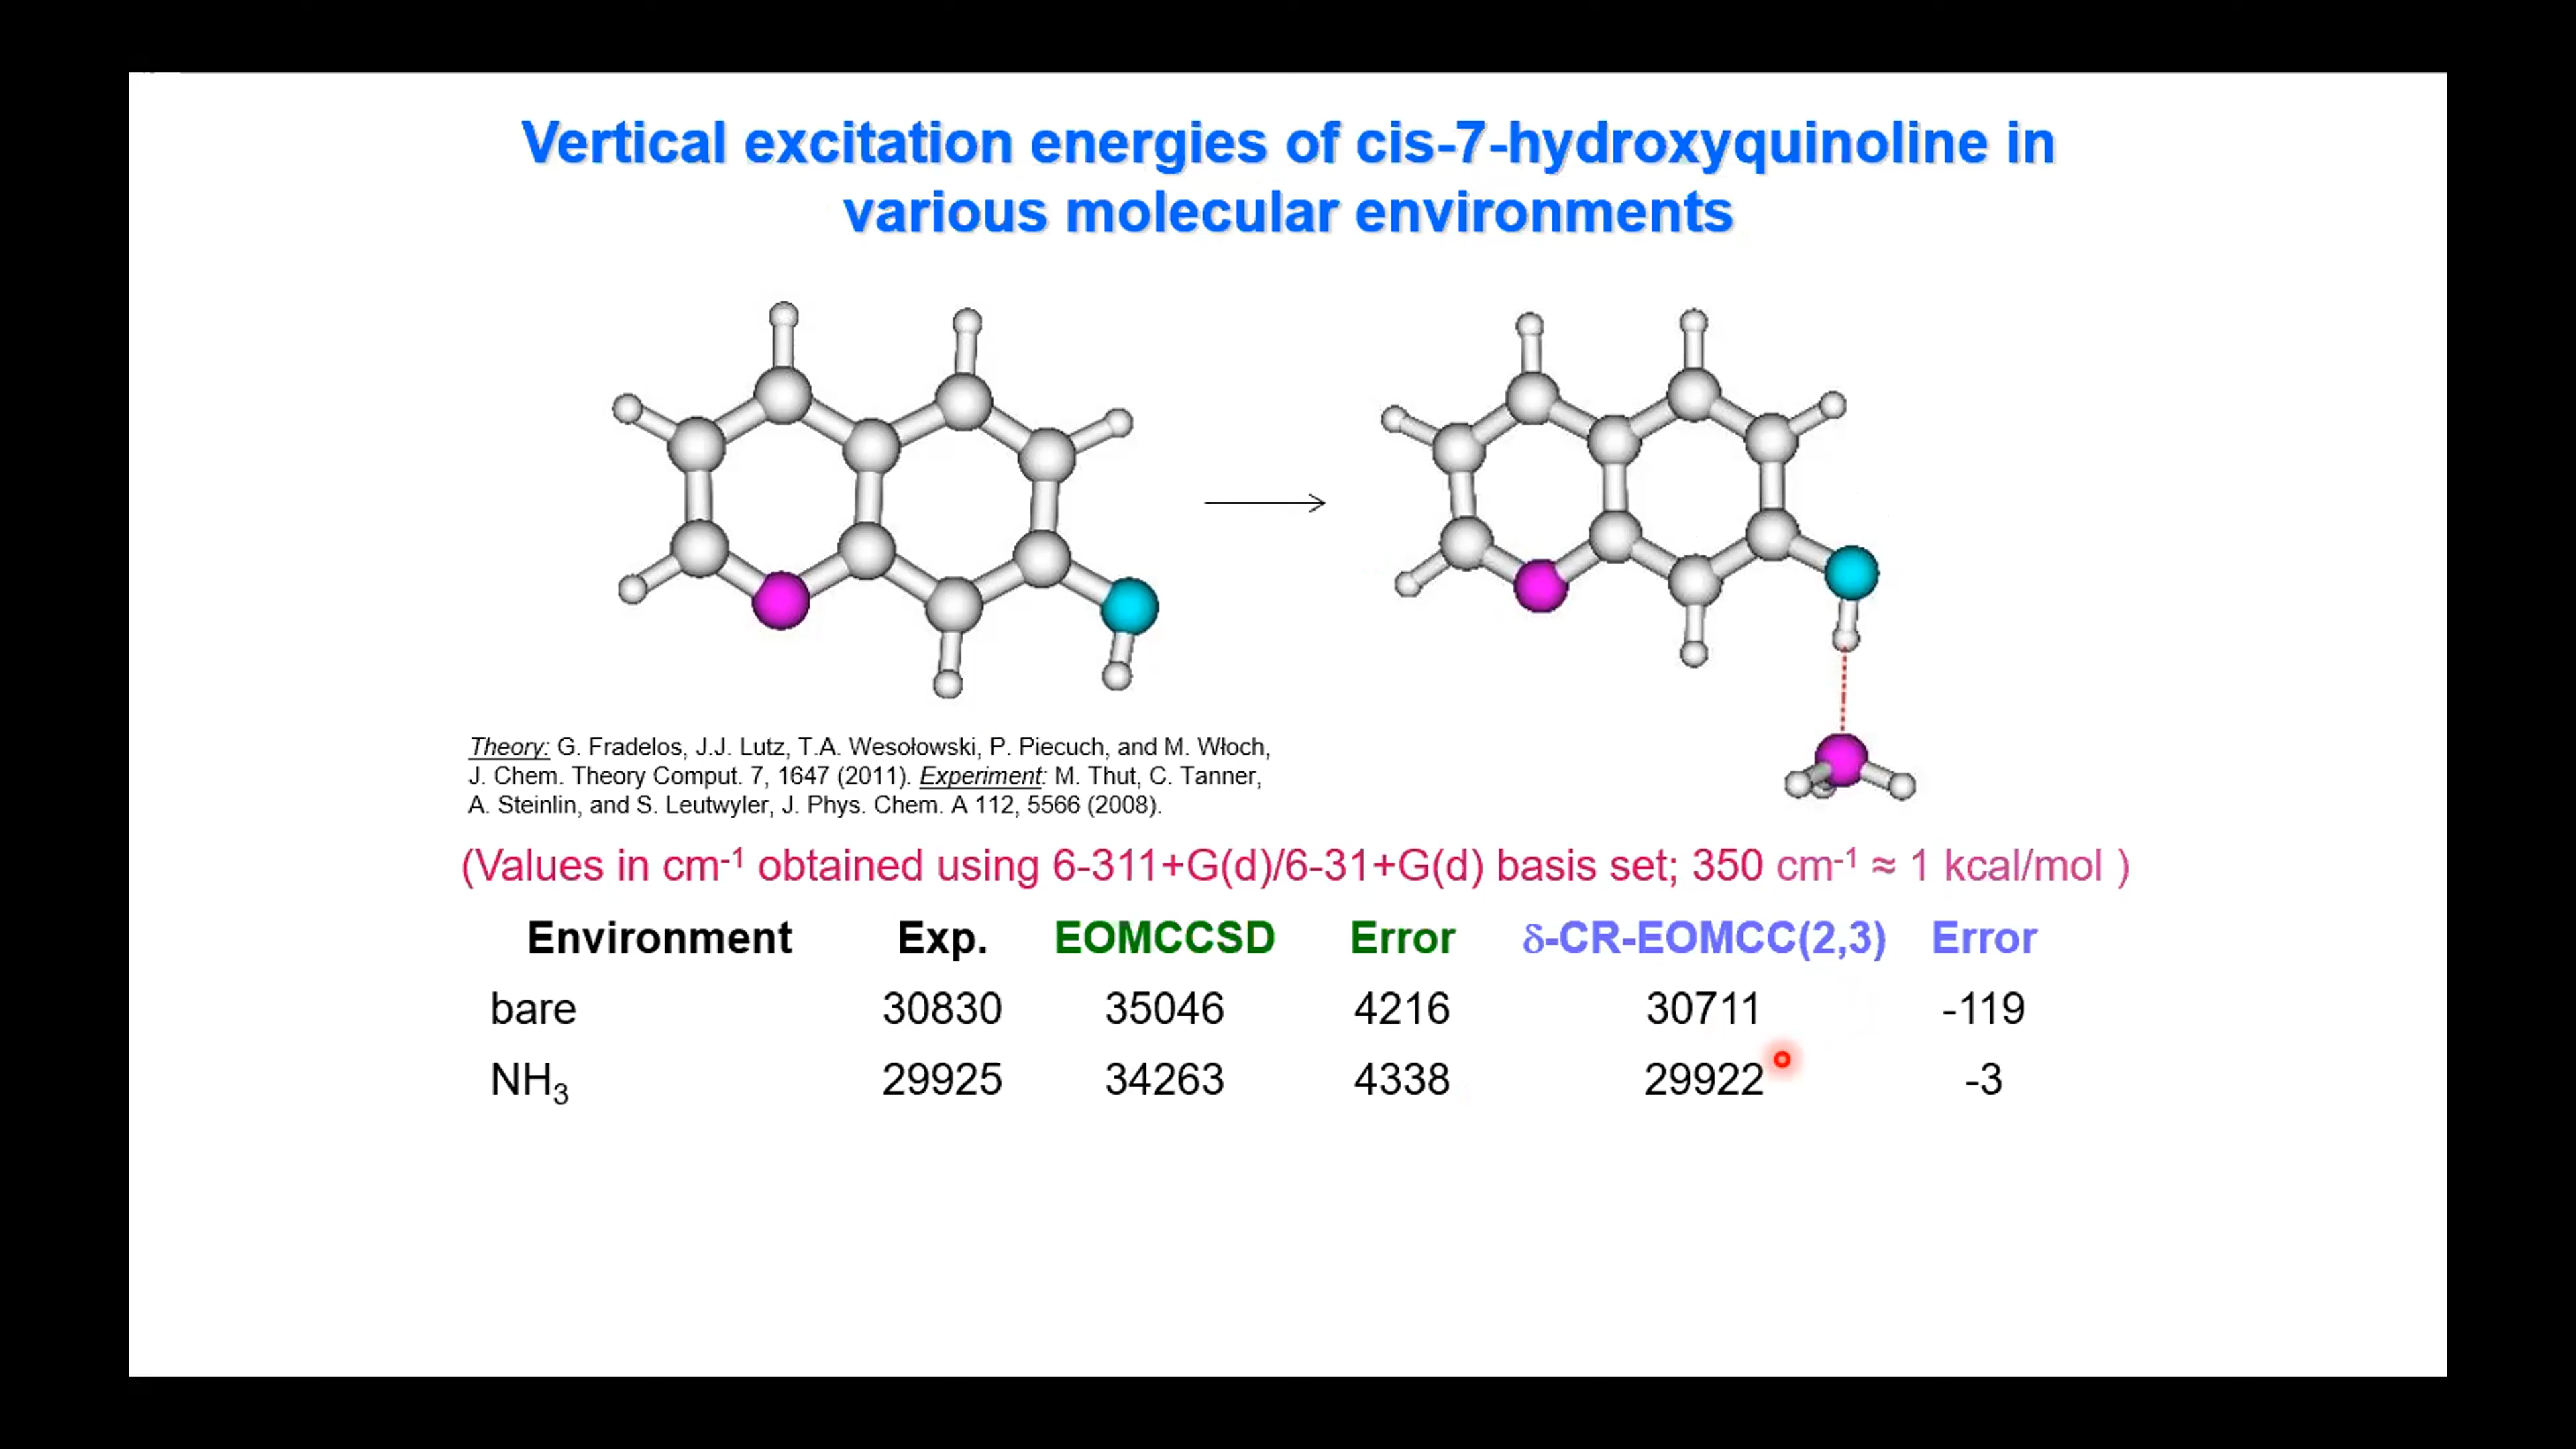 Vertical excitation energies of cis-7-hydroxyquinoline in
various molecular environments
Theory: G. Fradelos, J.J. Lutz, T.A. Wesołowski, P. Piecuch, and M. Włoch,
J. Chem. Theory Comput. 7, 1647 (2011). Experiment: M. Thut, C. Tanner,
A. Steinlin, and S. Leutwyler, J. Phys. Chem. A 112, 5566 (2008).
(Values in cm⁻¹ obtained using 6-311+G(d)/6-31+G(d) basis set; 350 cm⁻¹ ≈ 1 kcal/mol )
Environment Exp. EOMCCSD Error δ-CR-EOMCC(2,3) Error
bare 30830 35046 4216 30711 -119
NH₃ 29925 34263 4338 29922 -3